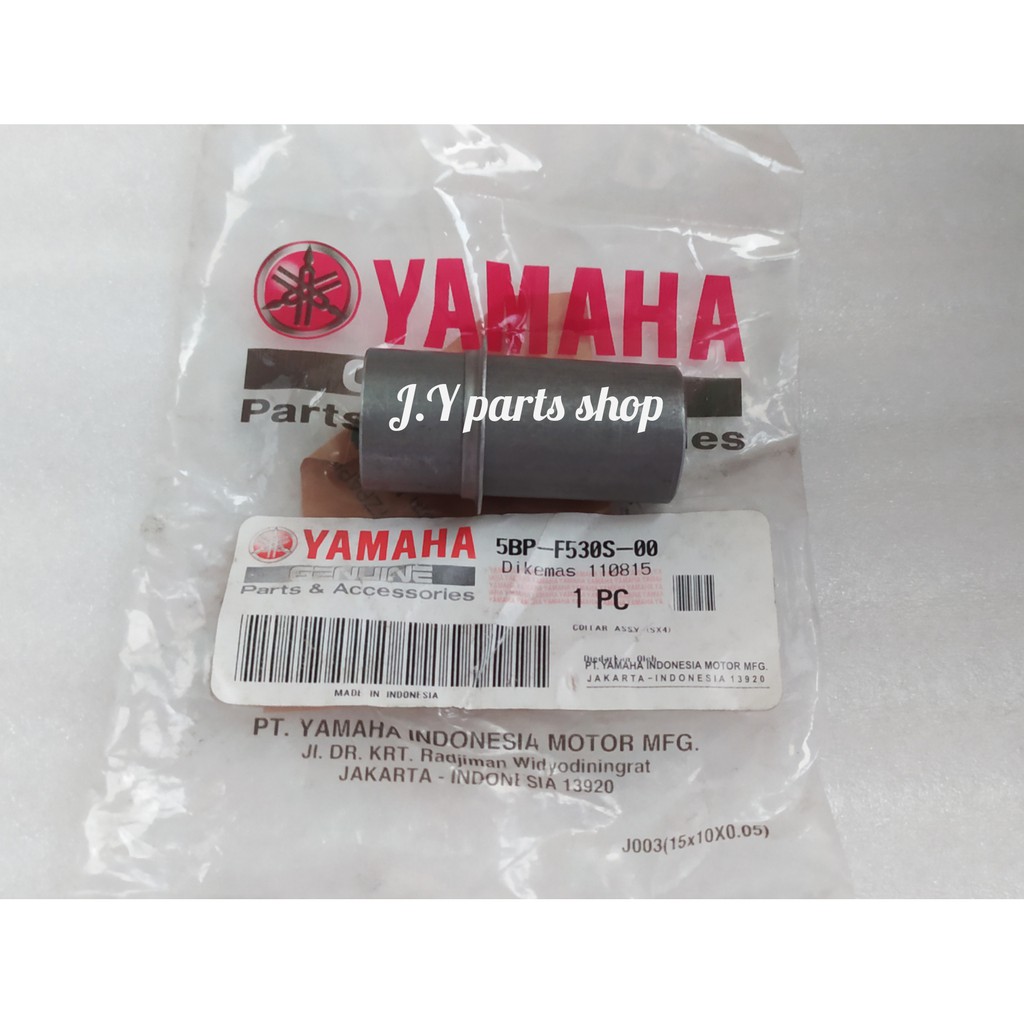 YAMAHA
J.Y parts shop
Parts
YAMAHA
GENUINE
Parts & Accessories
5BP-F530S-00
Dikemas 110815
1 PC
COLLAR ASSY (5X4)
PT. YAMAHA INDONESIA MOTOR MFG.
JAKARTA - INDONESIA 13920
MADE IN INDONESIA
PT. YAMAHA INDONESIA MOTOR MFG.
Jl. DR. KRT. Radjiman Widyodiningrat
JAKARTA - INDONESIA 13920
J003(15x10X0.05)